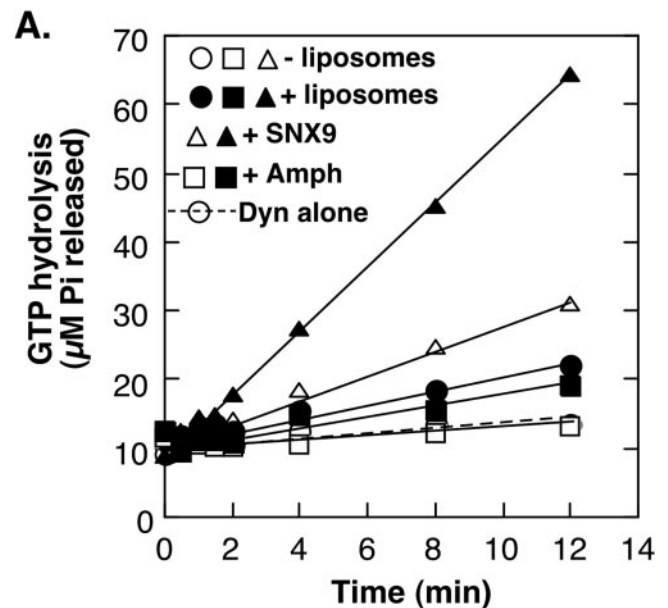 A.
70
60
50
40
30
20
10
0
- liposomes
+ liposomes
+ SNX9
+ Amph
Dyn alone
GTP hydrolysis
(µM Pi released)
0 2 4 6 8 10 12 14
Time (min)